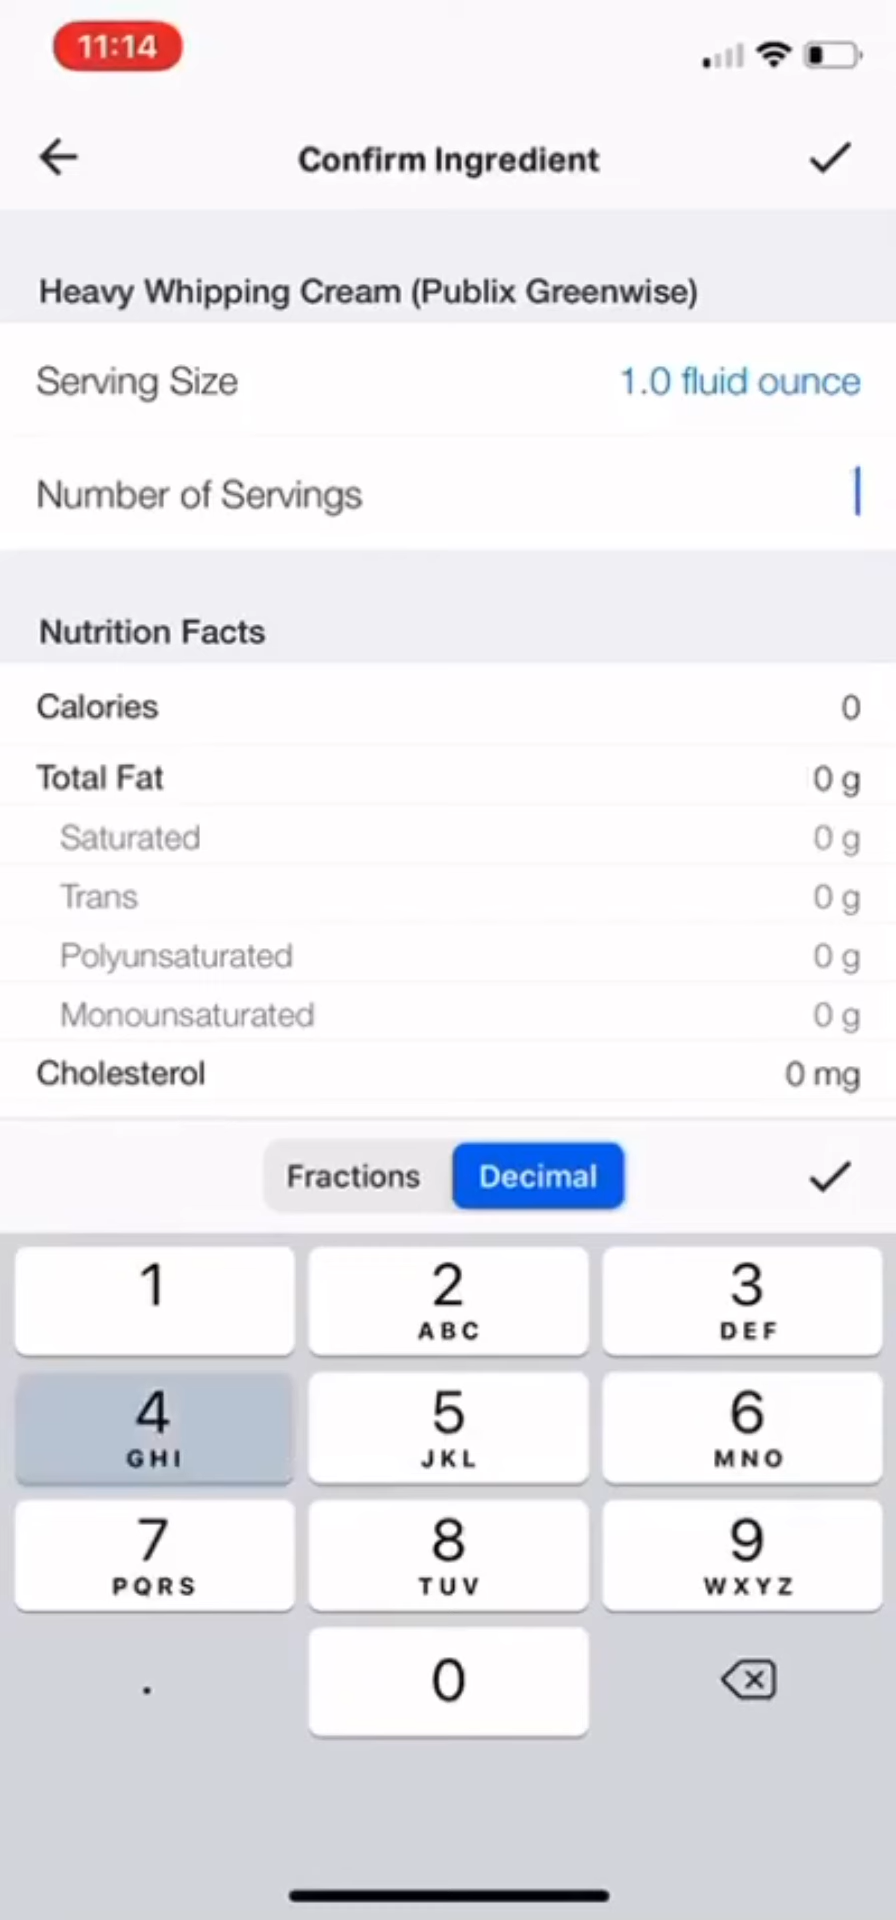 11:14
Confirm Ingredient
Heavy Whipping Cream (Publix Greenwise)
Serving Size 1.0 fluid ounce
Number of Servings
Nutrition Facts
Calories 0
Total Fat 0 g
Saturated 0 g
Trans 0 g
Polyunsaturated 0 g
Monounsaturated 0 g
Cholesterol 0 mg
Fractions Decimal
1 2 3
ABC DEF
4 5 6
GHI JKL MNO
7 8 9
PQRS TUV WXYZ
. 0